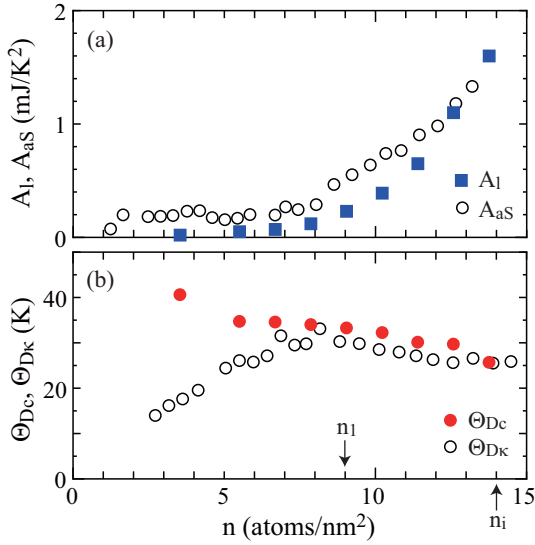 (a)
A_l, A_aS (mJ/K²)
2
1
0
A_l
A_aS
(b)
Θ_Dc, Θ_Dκ (K)
40
20
0
n_1
Θ_Dc
Θ_Dκ
0 5 10 15
n_i
n (atoms/nm²)